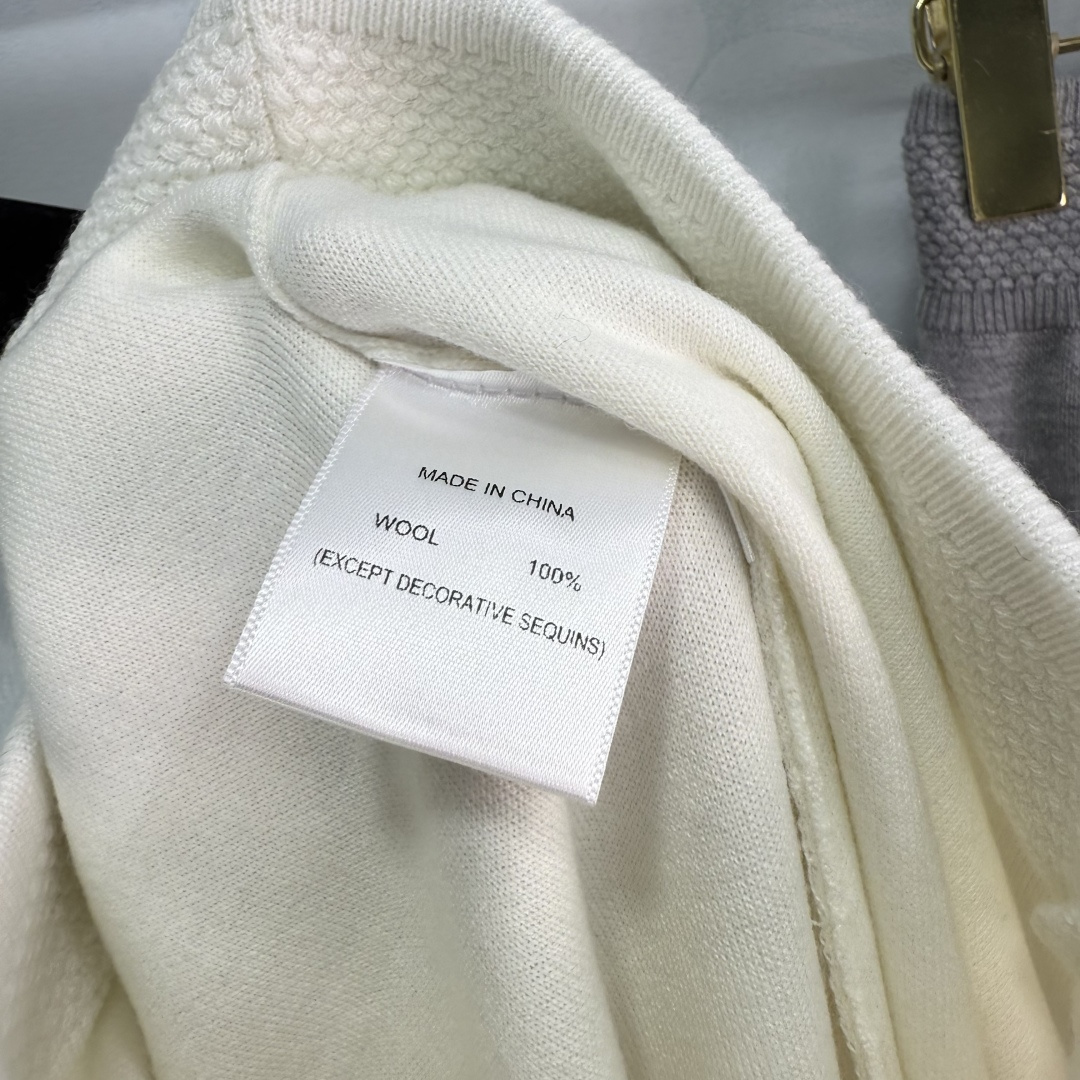 MADE IN CHINA
WOOL 100%
(EXCEPT DECORATIVE SEQUINS)